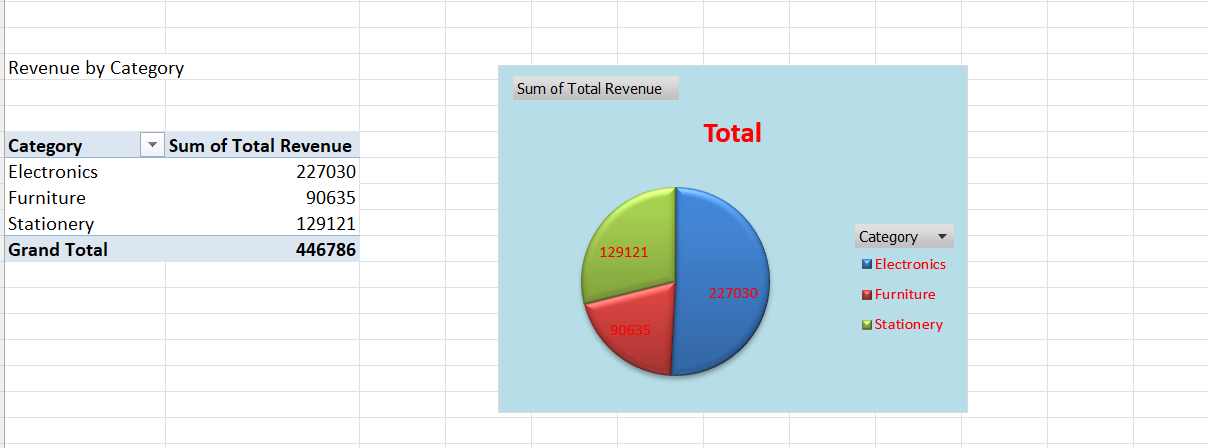 Revenue by Category
Category Sum of Total Revenue
Electronics 227030
Furniture 90635
Stationery 129121
Grand Total 446786
Sum of Total Revenue
Total
129121
227030
90635
Category
Electronics
Furniture
Stationery